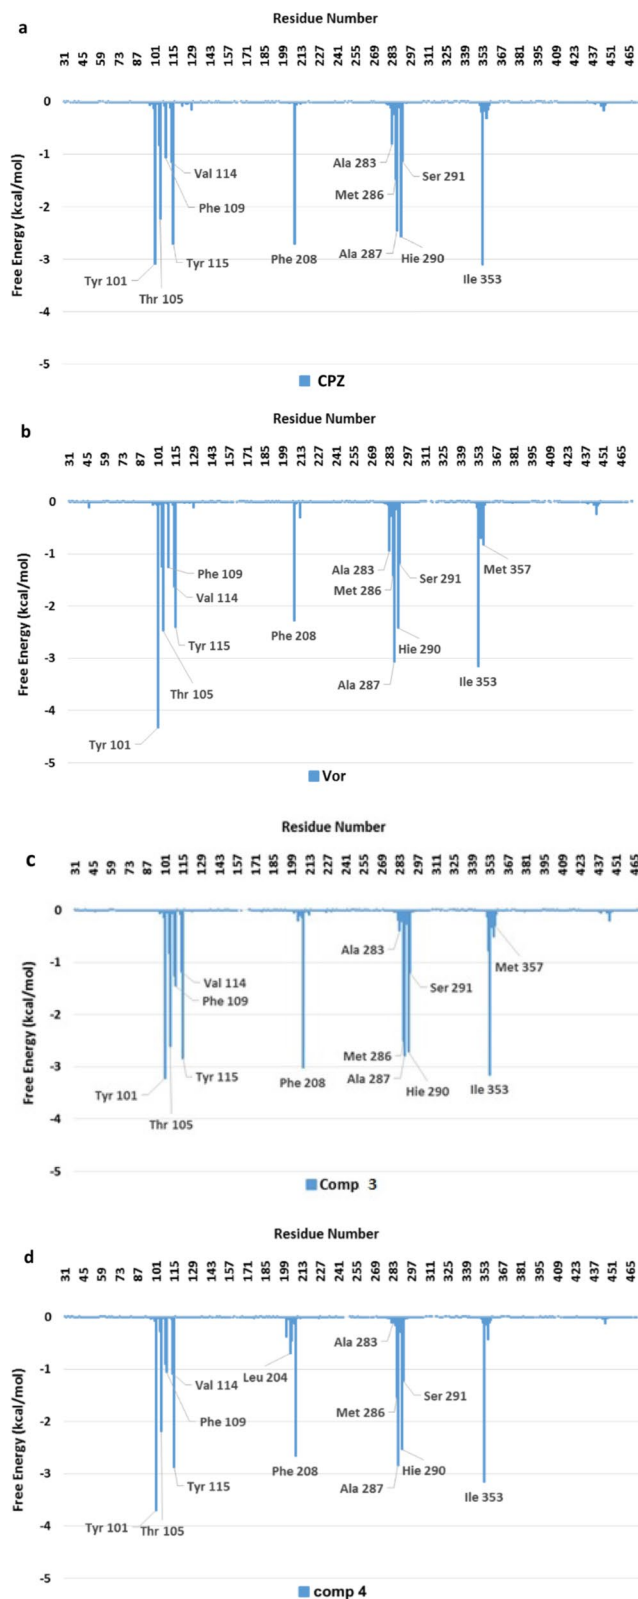 a
Residue Number
31 45 59 73 87 101 115 129 143 157 171 185 199 213 227 241 255 269 283 297 311 325 339 353 367 381 395 409 423 437 451 465
Free Energy (kcal/mol)
0
-1
-2
-3
-4
-5
Val 114
Phe 109
Tyr 115
Tyr 101
Thr 105
Phe 208
Ala 283
Met 286
Ser 291
Ala 287
Hie 290
Ile 353
CPZ
b
Residue Number
31 45 59 73 87 101 115 129 143 157 171 185 199 213 227 241 255 269 283 297 311 325 339 353 367 381 395 409 423 437 451 465
Free Energy (kcal/mol)
0
-1
-2
-3
-4
-5
Phe 109
Val 114
Tyr 115
Thr 105
Tyr 101
Phe 208
Ala 283
Met 286
Ser 291
Hie 290
Ala 287
Met 357
Ile 353
Vor
c
Residue Number
31 45 59 73 87 101 115 129 143 157 171 185 199 213 227 241 255 269 283 297 311 325 339 353 367 381 395 409 423 437 451 465
Free Energy (kcal/mol)
0
-1
-2
-3
-4
-5
Val 114
Phe 109
Tyr 115
Tyr 101
Thr 105
Phe 208
Ala 283
Ser 291
Met 286
Ala 287
Hie 290
Met 357
Ile 353
Comp 3
d
Residue Number
31 45 59 73 87 101 115 129 143 157 171 185 199 213 227 241 255 269 283 297 311 325 339 353 367 381 395 409 423 437 451 465
Free Energy (kcal/mol)
0
-1
-2
-3
-4
-5
Val 114
Phe 109
Tyr 115
Tyr 101
Thr 105
Leu 204
Phe 208
Ala 283
Ser 291
Met 286
Hie 290
Ala 287
Ile 353
comp 4